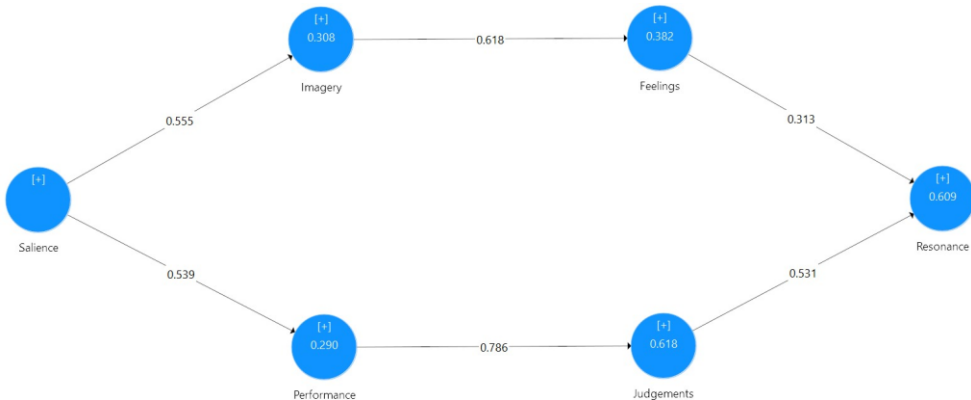 [+]
0.308
Imagery
0.618
[+]
0.382
Feelings
0.555
0.313
[+]
Salience
[+]
0.609
Resonance
0.539
0.531
[+]
0.290
Performance
0.786
[+]
0.618
Judgements